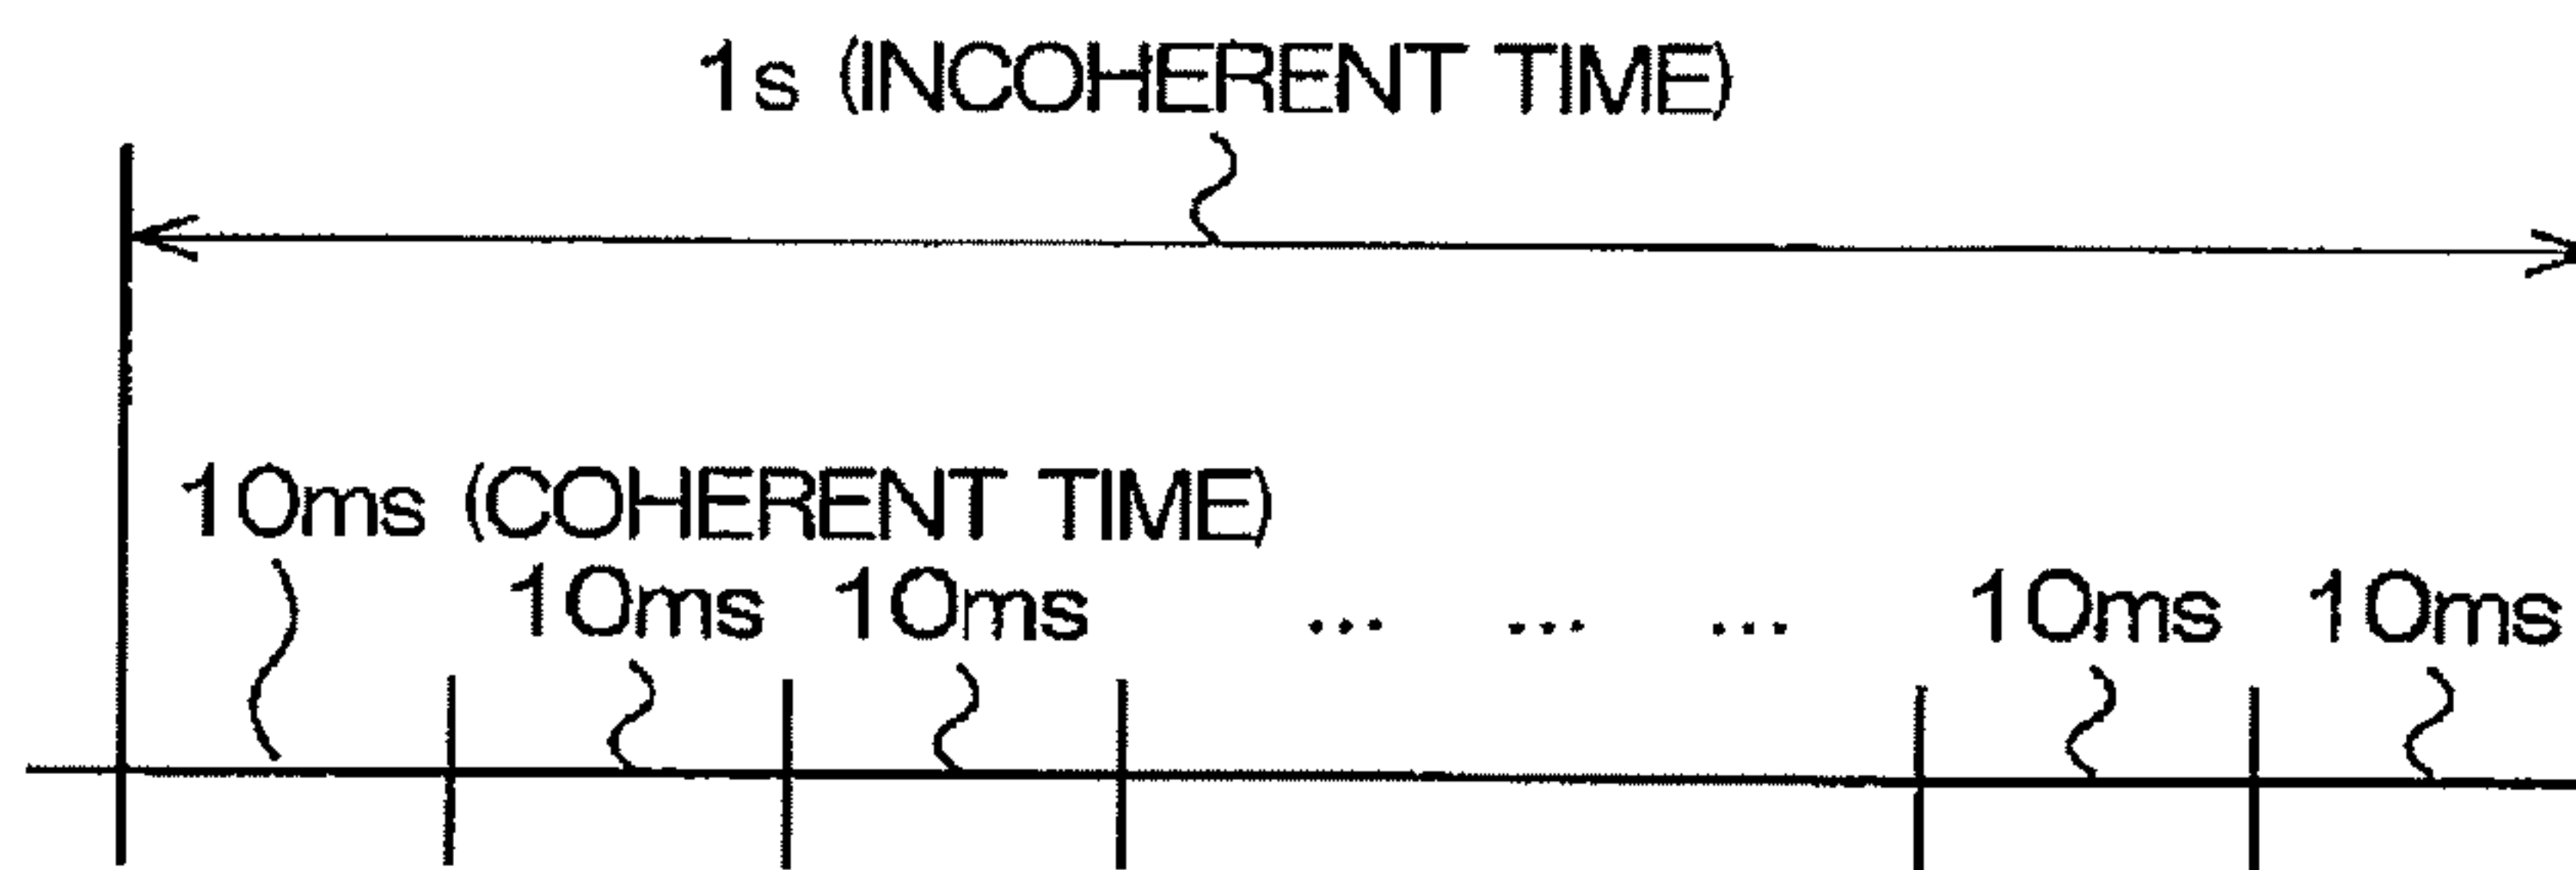 1s (INCOHERENT TIME)
10ms (COHERENT TIME)
10ms 10ms ... ... ... 10ms 10ms